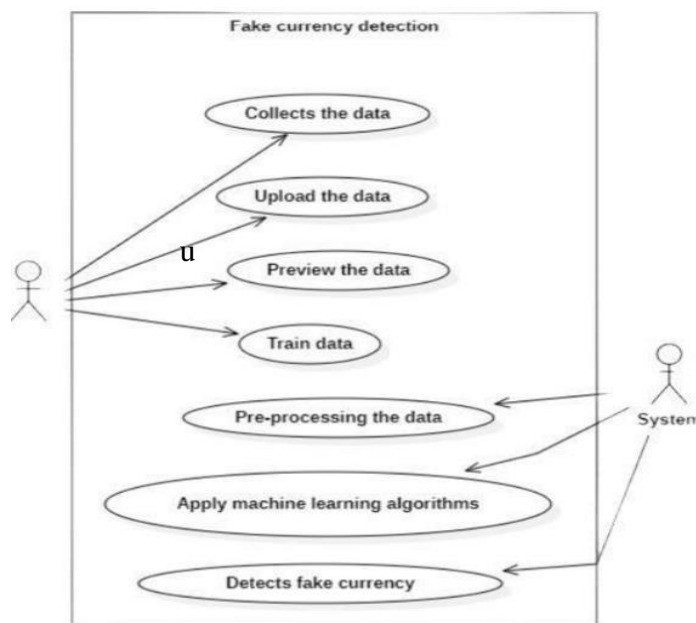 Fake currency detection
Collects the data
Upload the data
u
Preview the data
Train data
Pre-processing the data
System
Apply machine learning algorithms
Detects fake currency